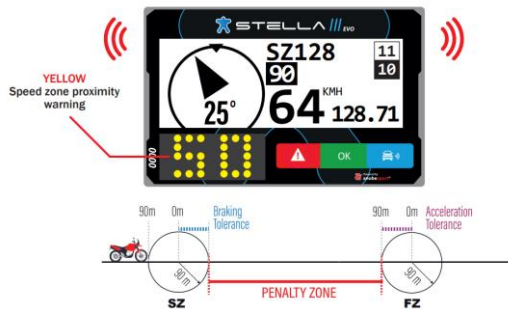 STELLA /// EVO
SZ128
11
90
10
25°
64 KMH
128.71
YELLOW
Speed zone proximity
warning
0000
50
OK
90m
0m
Braking
Tolerance
90m
0m
Acceleration
Tolerance
90 m
90 m
PENALTY ZONE
SZ
FZ